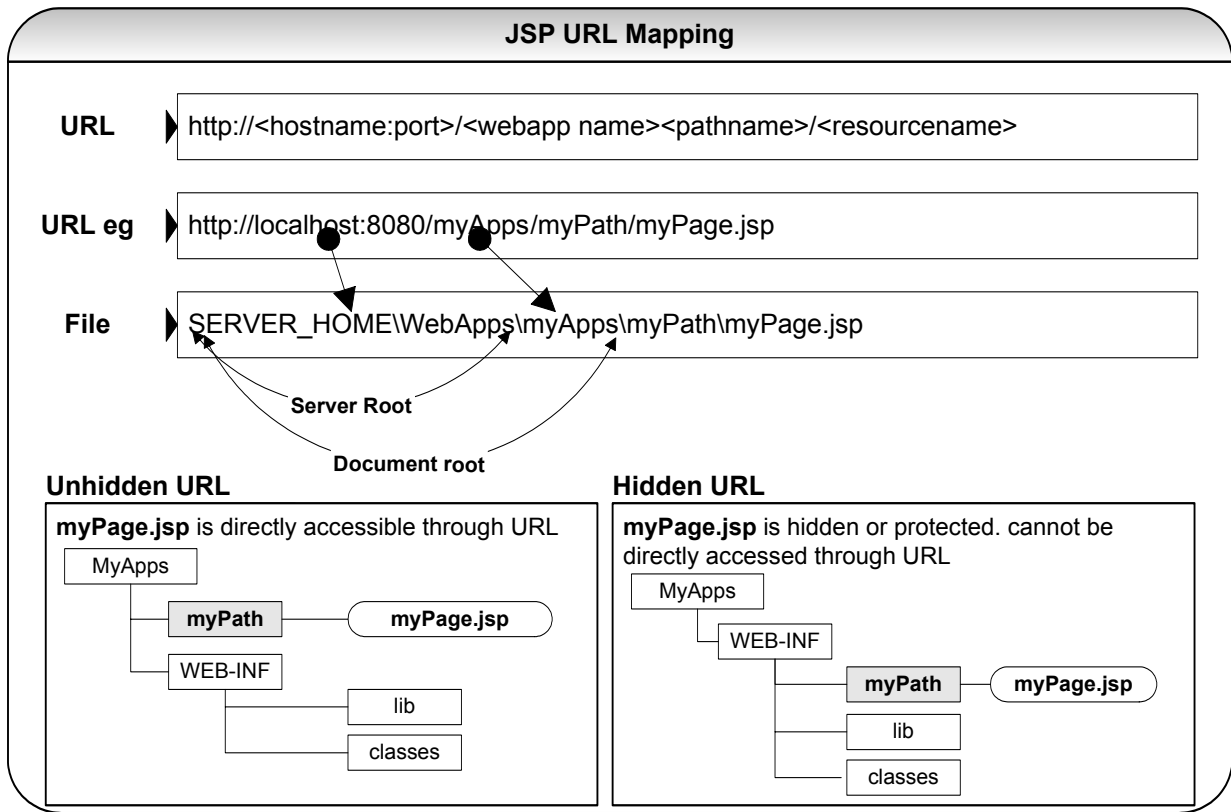 JSP URL Mapping
URL
http://<hostname:port>/<webapp name><pathname>/<resourcename>
URL eg
http://localhost:8080/myApps/myPath/myPage.jsp
File
SERVER_HOME\WebApps\myApps\myPath\myPage.jsp
Server Root
Document root
Unhidden URL
myPage.jsp is directly accessible through URL
MyApps
myPath
myPage.jsp
WEB-INF
lib
classes
Hidden URL
myPage.jsp is hidden or protected. cannot be
directly accessed through URL
MyApps
WEB-INF
myPath
myPage.jsp
lib
classes